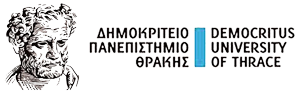 ΔΗΜΟΚΡΙΤΕΙΟ
ΠΑΝΕΠΙΣΤΗΜΙΟ
ΘΡΑΚΗΣ
DEMOCRITUS
UNIVERSITY
OF THRACE